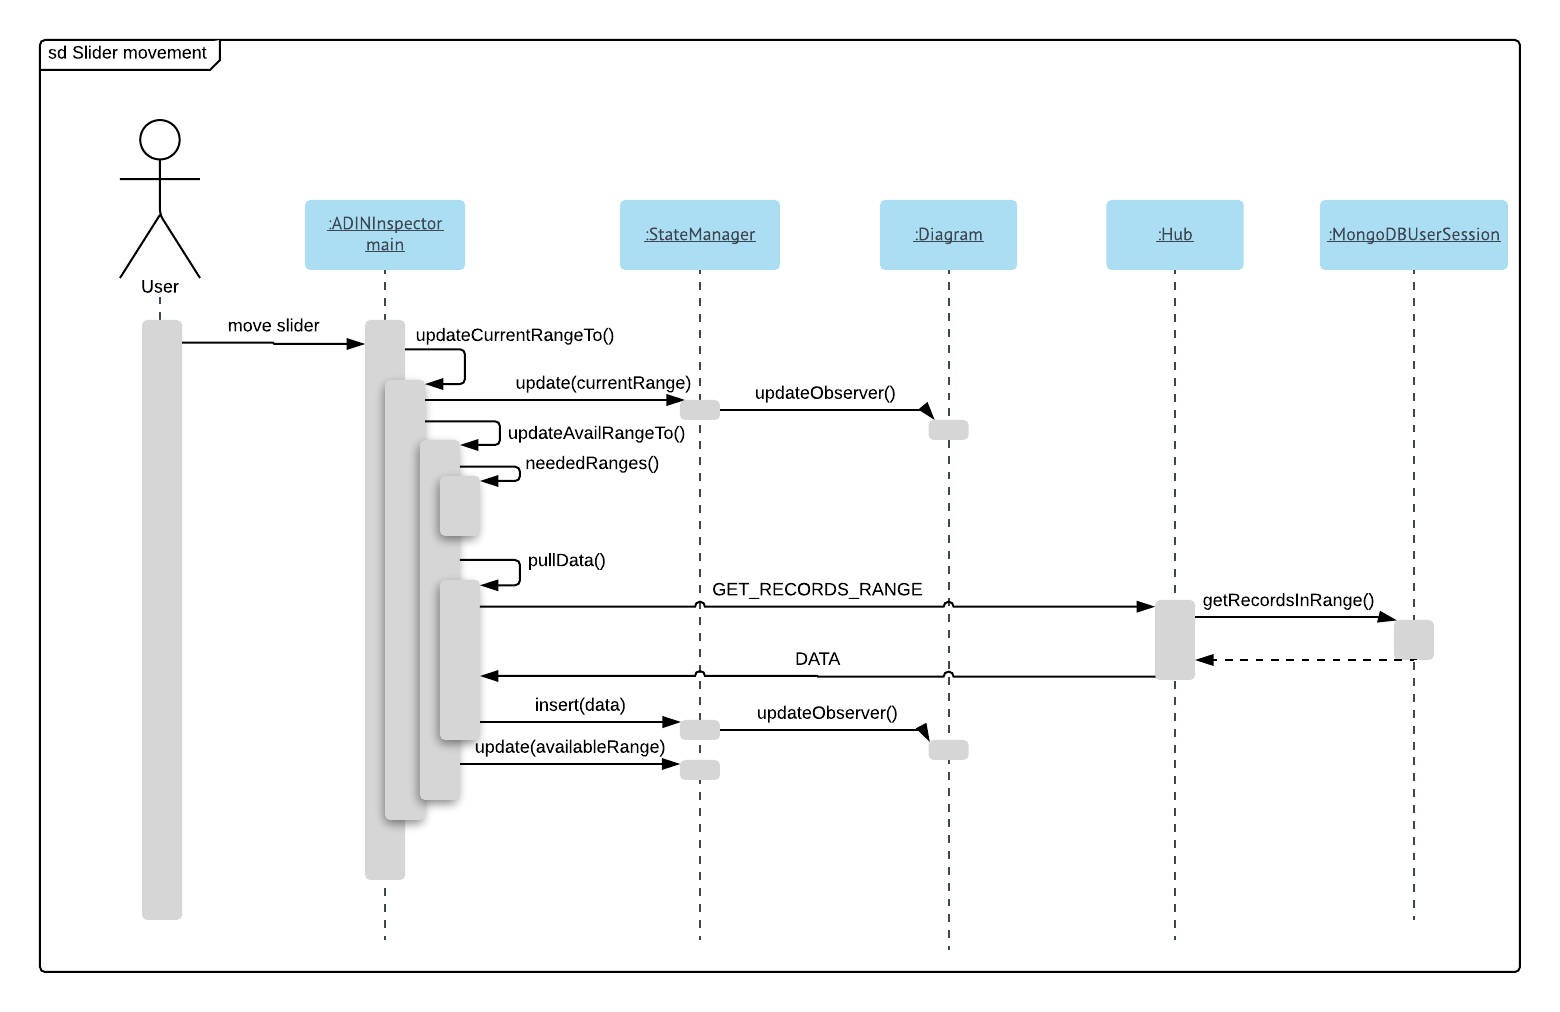 sd Slider movement
User
:ADINInspector
main
:StateManager
:Diagram
:Hub
:MongoDBUserSession
move slider
updateCurrentRangeTo()
update(currentRange)
updateObserver()
updateAvailRangeTo()
neededRanges()
pullData()
GET_RECORDS_RANGE
getRecordsInRange()
DATA
insert(data)
updateObserver()
update(availableRange)